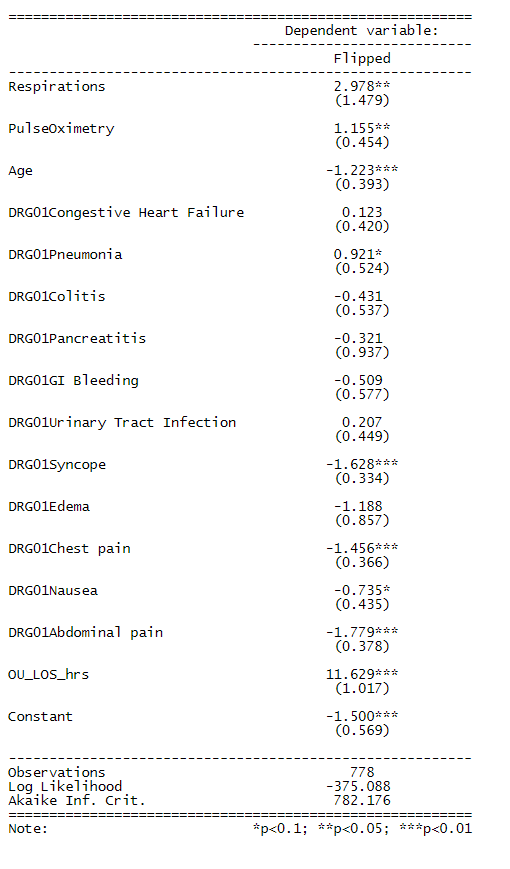 ========================================================
Dependent variable:
---------------------------
Flipped
--------------------------------------------------------
Respirations 2.978**
(1.479)
PulseOximetry 1.155**
(0.454)
Age -1.223***
(0.393)
DRG01Congestive Heart Failure 0.123
(0.420)
DRG01Pneumonia 0.921*
(0.524)
DRG01Colitis -0.431
(0.537)
DRG01Pancreatitis -0.321
(0.937)
DRG01GI Bleeding -0.509
(0.577)
DRG01Urinary Tract Infection 0.207
(0.449)
DRG01Syncope -1.628***
(0.334)
DRG01Edema -1.188
(0.857)
DRG01Chest pain -1.456***
(0.366)
DRG01Nausea -0.735*
(0.435)
DRG01Abdominal pain -1.779***
(0.378)
OU_LOS_hrs 11.629***
(1.017)
Constant -1.500***
(0.569)
--------------------------------------------------------
Observations 778
Log Likelihood -375.088
Akaike Inf. Crit. 782.176
========================================================
Note: *p<0.1; **p<0.05; ***p<0.01